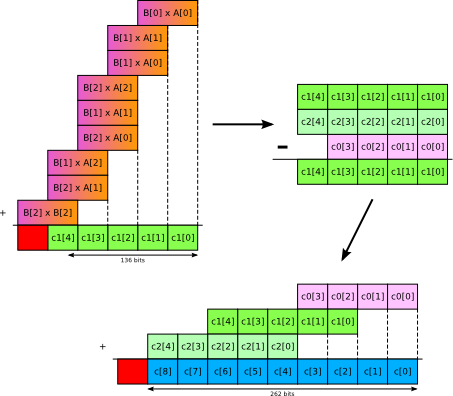 B[0] x A[0]
B[1] x A[1]
B[1] x A[0]
B[2] x A[2]
B[1] x A[1]
B[2] x A[0]
B[1] x A[2]
B[2] x A[1]
+ B[2] x B[2]
c1[4] c1[3] c1[2] c1[1] c1[0]
136 bits
c1[4] c1[3] c1[2] c1[1] c1[0]
c2[4] c2[3] c2[2] c2[1] c2[0]
- c0[3] c0[2] c0[1] c0[0]
c1[4] c1[3] c1[2] c1[1] c1[0]
c0[3] c0[2] c0[1] c0[0]
c1[4] c1[3] c1[2] c1[1] c1[0]
+ c2[4] c2[3] c2[2] c2[1] c2[0]
c[8] c[7] c[6] c[5] c[4] c[3] c[2] c[1] c[0]
262 bits